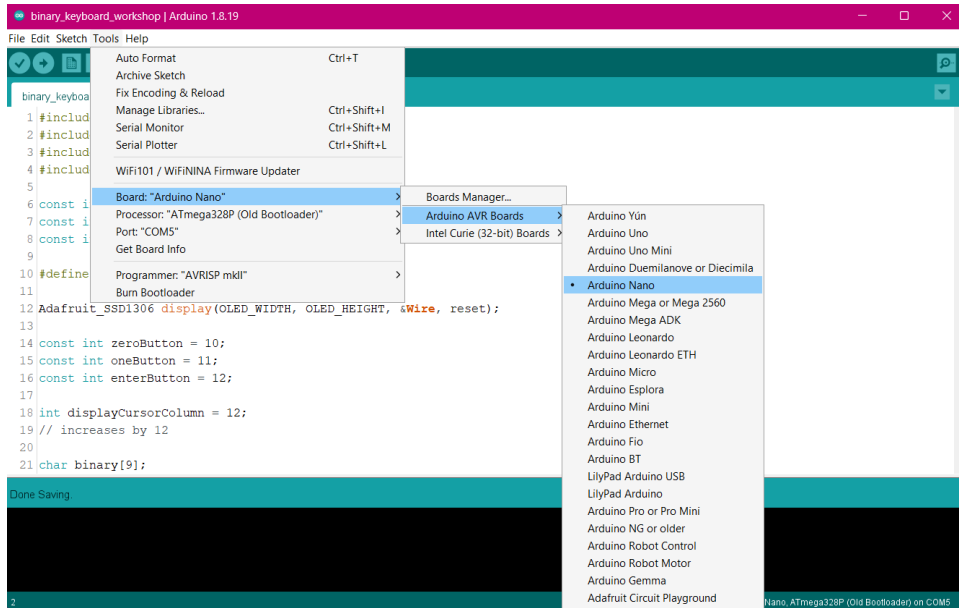 binary_keyboard_workshop | Arduino 1.8.19
File Edit Sketch Tools Help
binary_keyboa
Auto Format Ctrl+T
Archive Sketch
Fix Encoding & Reload
Manage Libraries... Ctrl+Shift+I
Serial Monitor Ctrl+Shift+M
Serial Plotter Ctrl+Shift+L
WiFi101 / WiFiNINA Firmware Updater
Board: "Arduino Nano"
Processor: "ATmega328P (Old Bootloader)"
Port: "COM5"
Get Board Info
Programmer: "AVRISP mkII"
Burn Bootloader
Boards Manager...
Arduino AVR Boards
Intel Curie (32-bit) Boards
Arduino Yún
Arduino Uno
Arduino Uno Mini
Arduino Duemilanove or Diecimila
Arduino Nano
Arduino Mega or Mega 2560
Arduino Mega ADK
Arduino Leonardo
Arduino Leonardo ETH
Arduino Micro
Arduino Esplora
Arduino Mini
Arduino Ethernet
Arduino Fio
Arduino BT
LilyPad Arduino USB
LilyPad Arduino
Arduino Pro or Pro Mini
Arduino NG or older
Arduino Robot Control
Arduino Robot Motor
Arduino Gemma
Adafruit Circuit Playground
1 #includ
2 #includ
3 #includ
4 #includ
5
6 const i
7 const i
8 const i
9
10 #define
11
12 Adafruit_SSD1306 display(OLED_WIDTH, OLED_HEIGHT, &Wire, reset);
13
14 const int zeroButton = 10;
15 const int oneButton = 11;
16 const int enterButton = 12;
17
18 int displayCursorColumn = 12;
19 // increases by 12
20
21 char binary[9];
Done Saving.
2
Nano, ATmega328P (Old Bootloader) on COM5